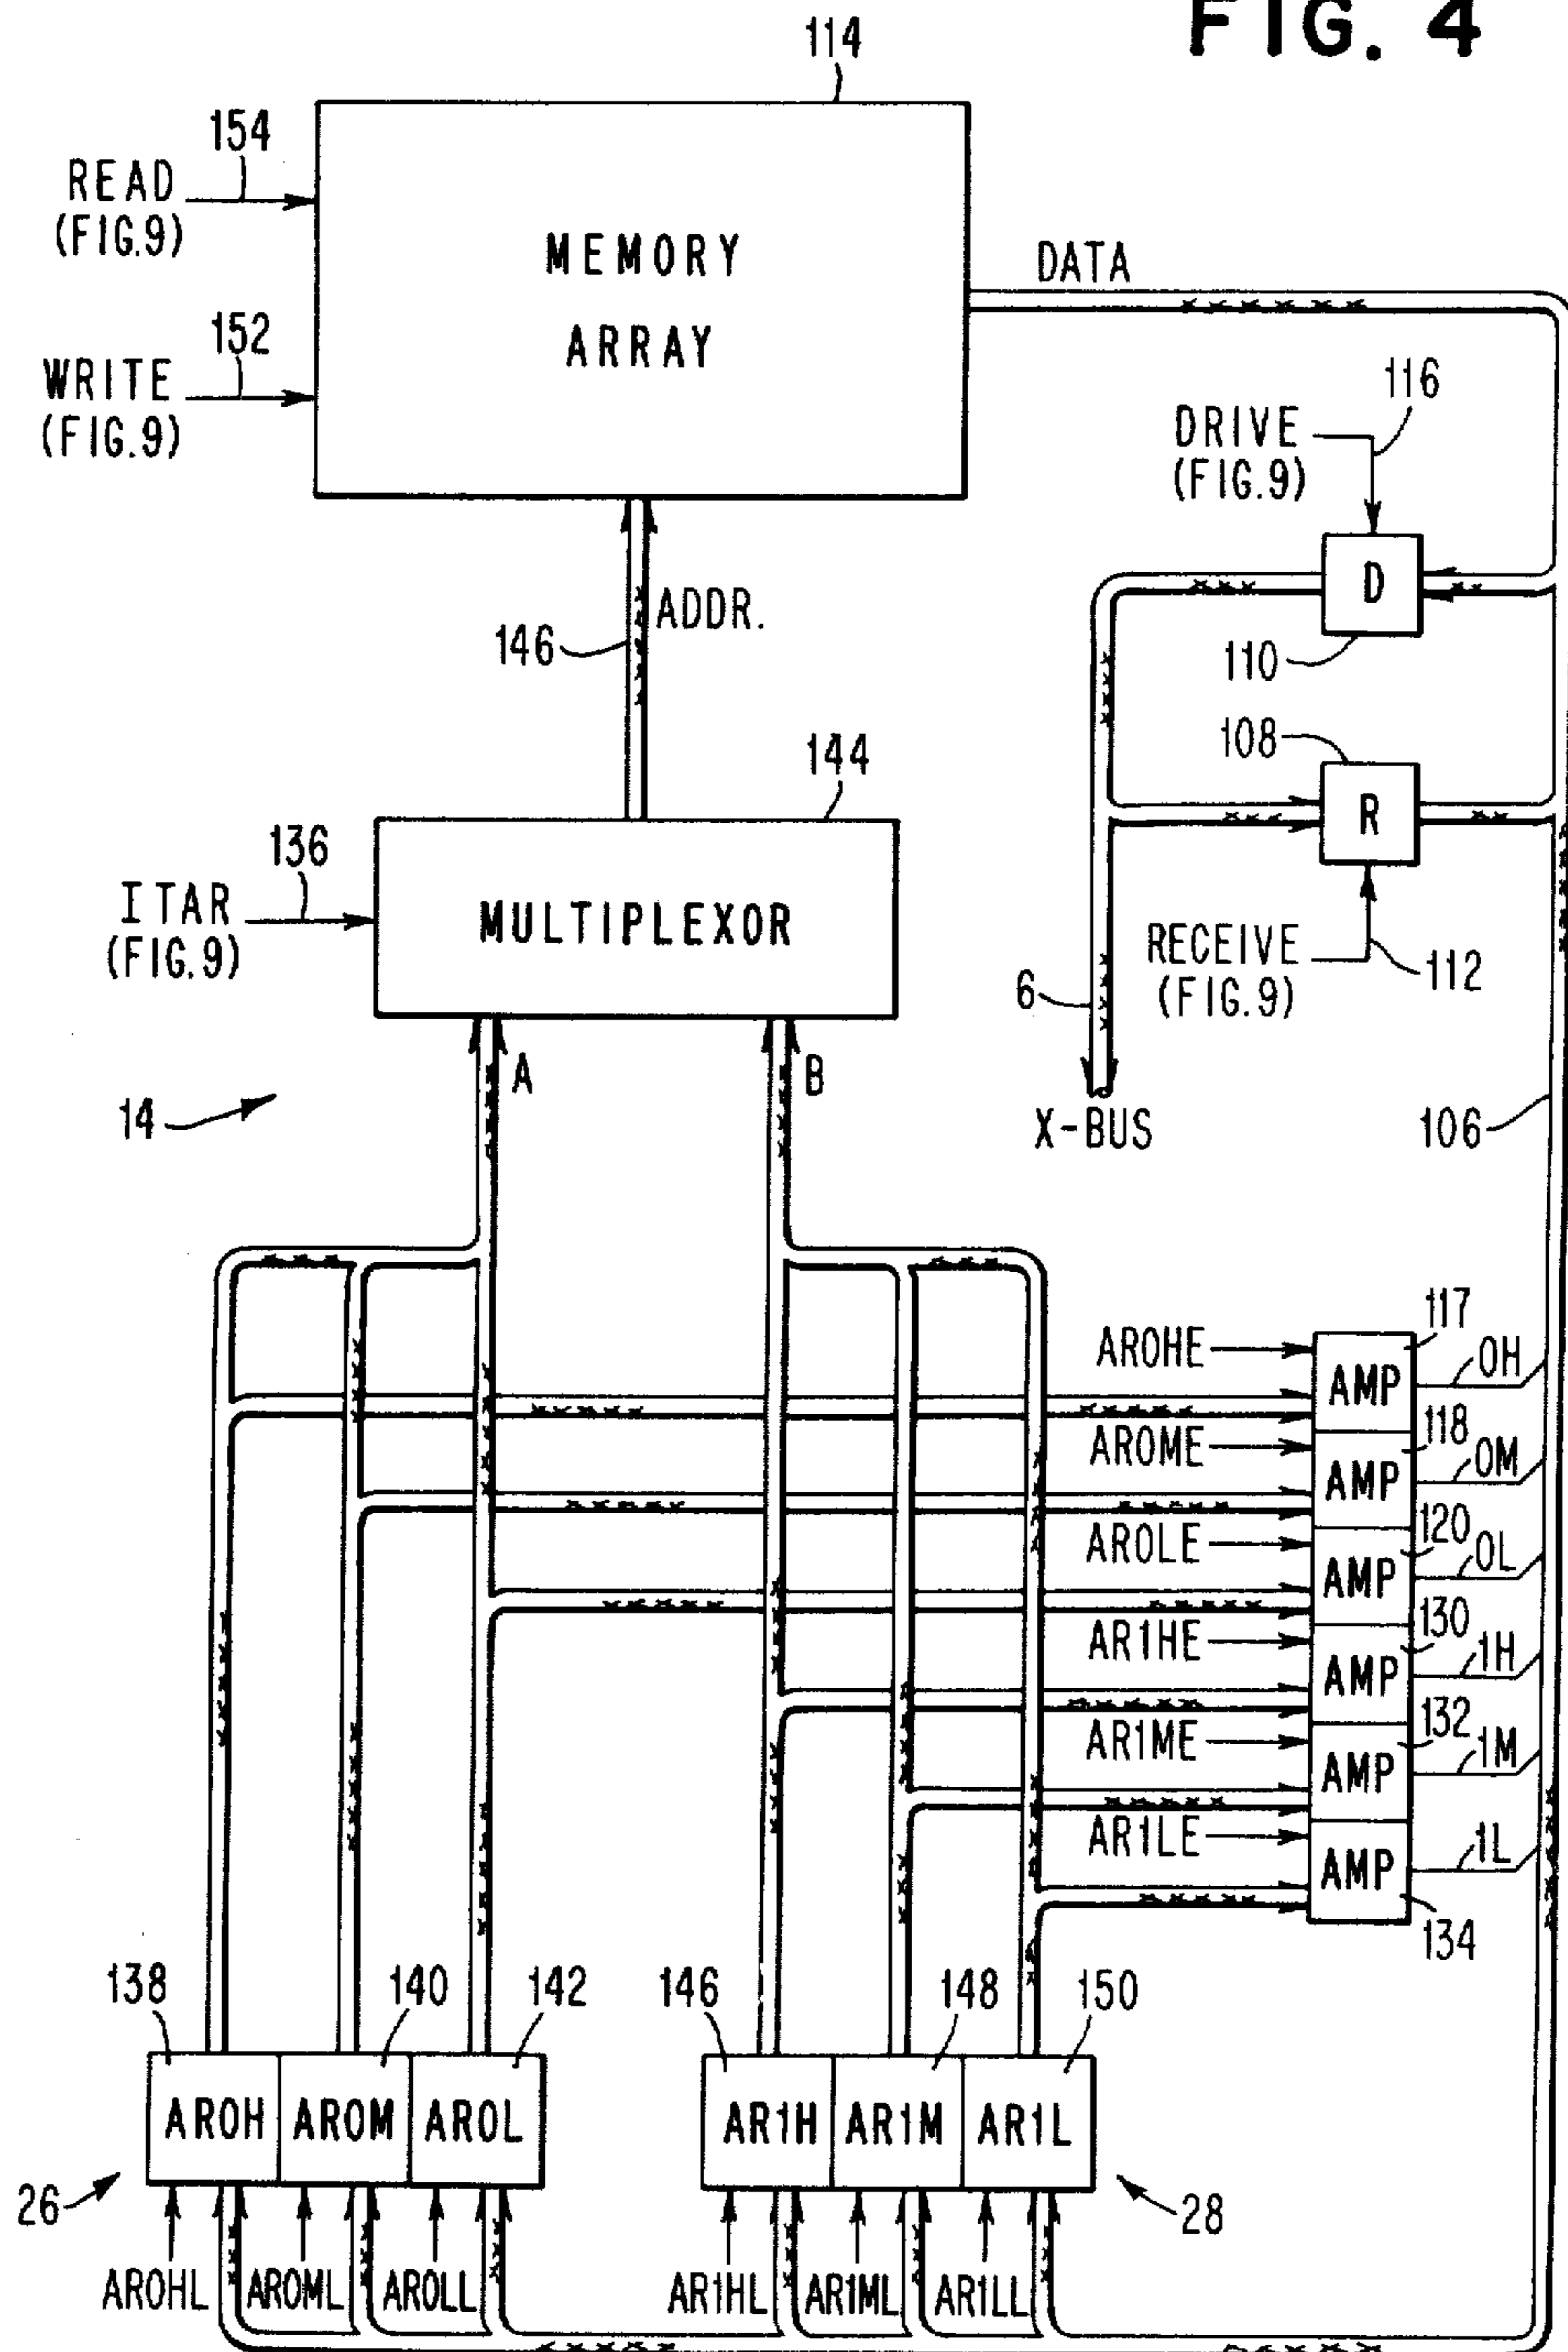 FIG. 4
114
154
READ
(FIG.9)
MEMORY
ARRAY
DATA
152
WRITE
(FIG.9)
116
DRIVE
(FIG.9)
D
110
146
ADDR.
108
R
144
136
ITAR
(FIG.9)
MULTIPLEXOR
RECEIVE
(FIG.9)
112
6
A
B
14
X-BUS
106
117
AR0HE
AMP
0H
118
AR0ME
AMP
0M
120
AR0LE
AMP
0L
130
AR1HE
AMP
1H
132
AR1ME
AMP
1M
AR1LE
AMP
1L
134
138
140
142
146
148
150
AR0H
AR0M
AR0L
AR1H
AR1M
AR1L
26
28
AR0HL
AR0ML
AR0LL
AR1HL
AR1ML
AR1LL